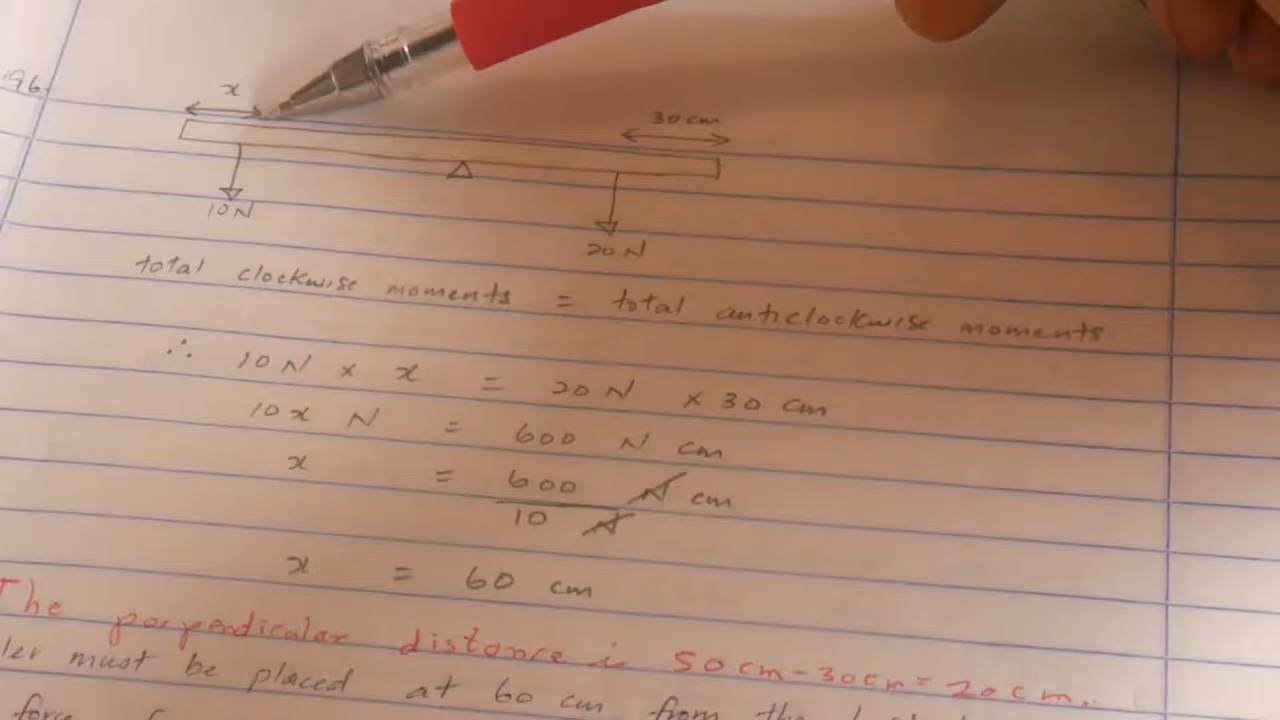 x
30 cm
10 N
20 N
total clockwise moments = total anticlockwise moments
∴ 10 N × x = 20 N × 30 cm
10 x N = 600 N cm
x = 600 N cm
10 N
x = 60 cm
The perpendicular distance is 50 cm - 30 cm = 20 cm.
must be placed at 60 cm from the
force